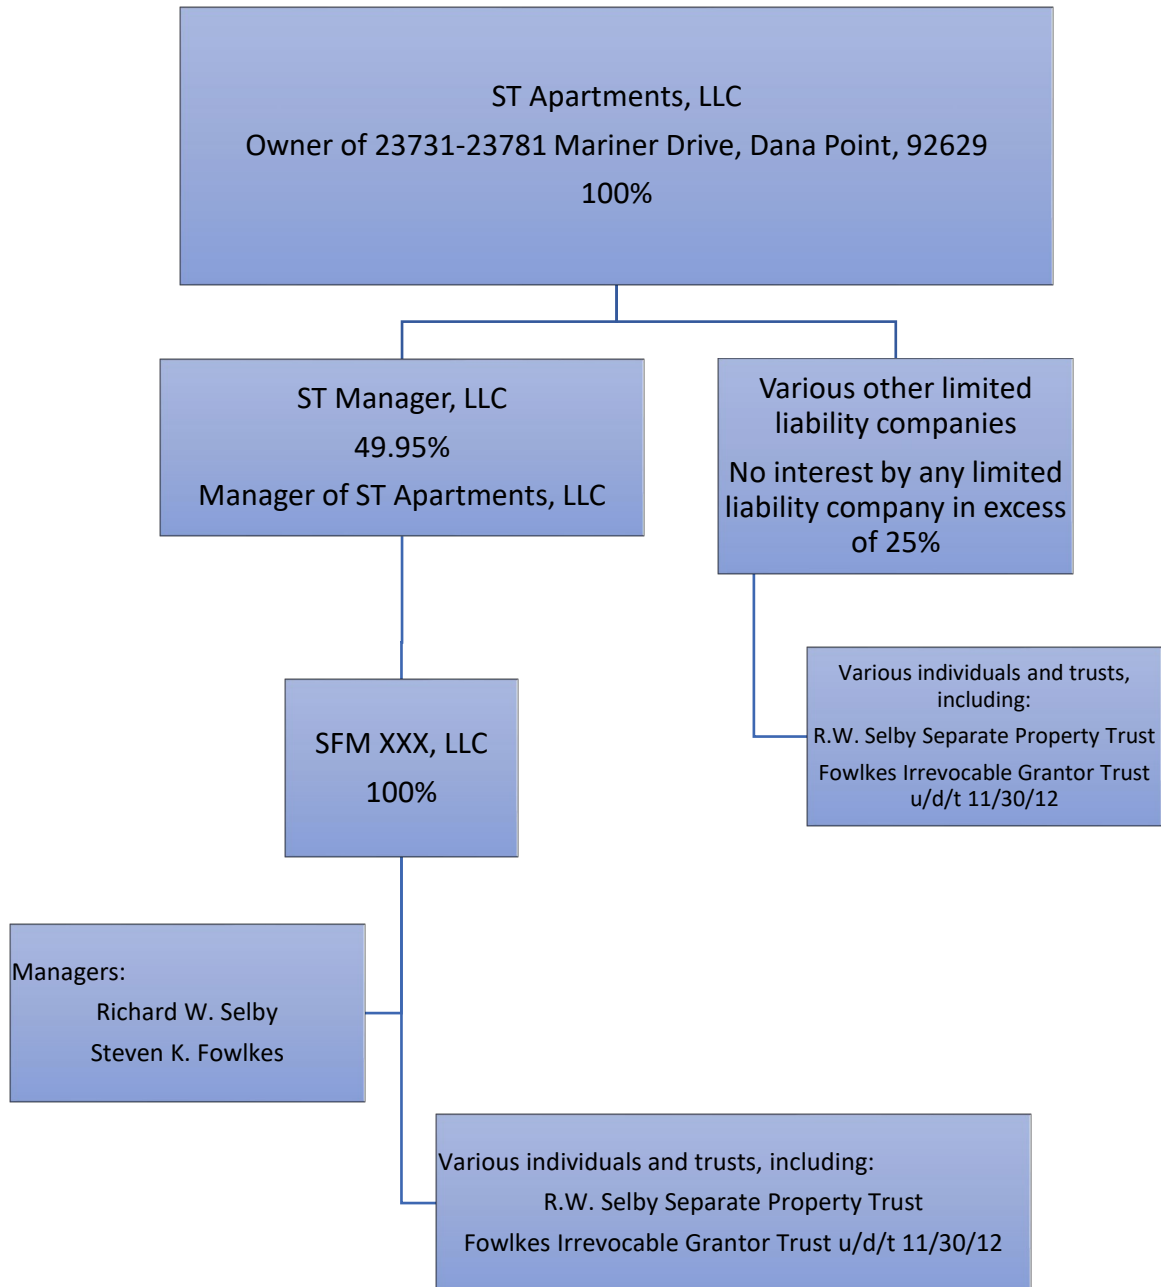 ST Apartments, LLC
Owner of 23731-23781 Mariner Drive, Dana Point, 92629
100%
ST Manager, LLC
49.95%
Manager of ST Apartments, LLC
Various other limited
liability companies
No interest by any limited
liability company in excess
of 25%
Various individuals and trusts,
including:
R.W. Selby Separate Property Trust
Fowlkes Irrevocable Grantor Trust
u/d/t 11/30/12
SFM XXX, LLC
100%
Managers:
Richard W. Selby
Steven K. Fowlkes
Various individuals and trusts, including:
R.W. Selby Separate Property Trust
Fowlkes Irrevocable Grantor Trust u/d/t 11/30/12